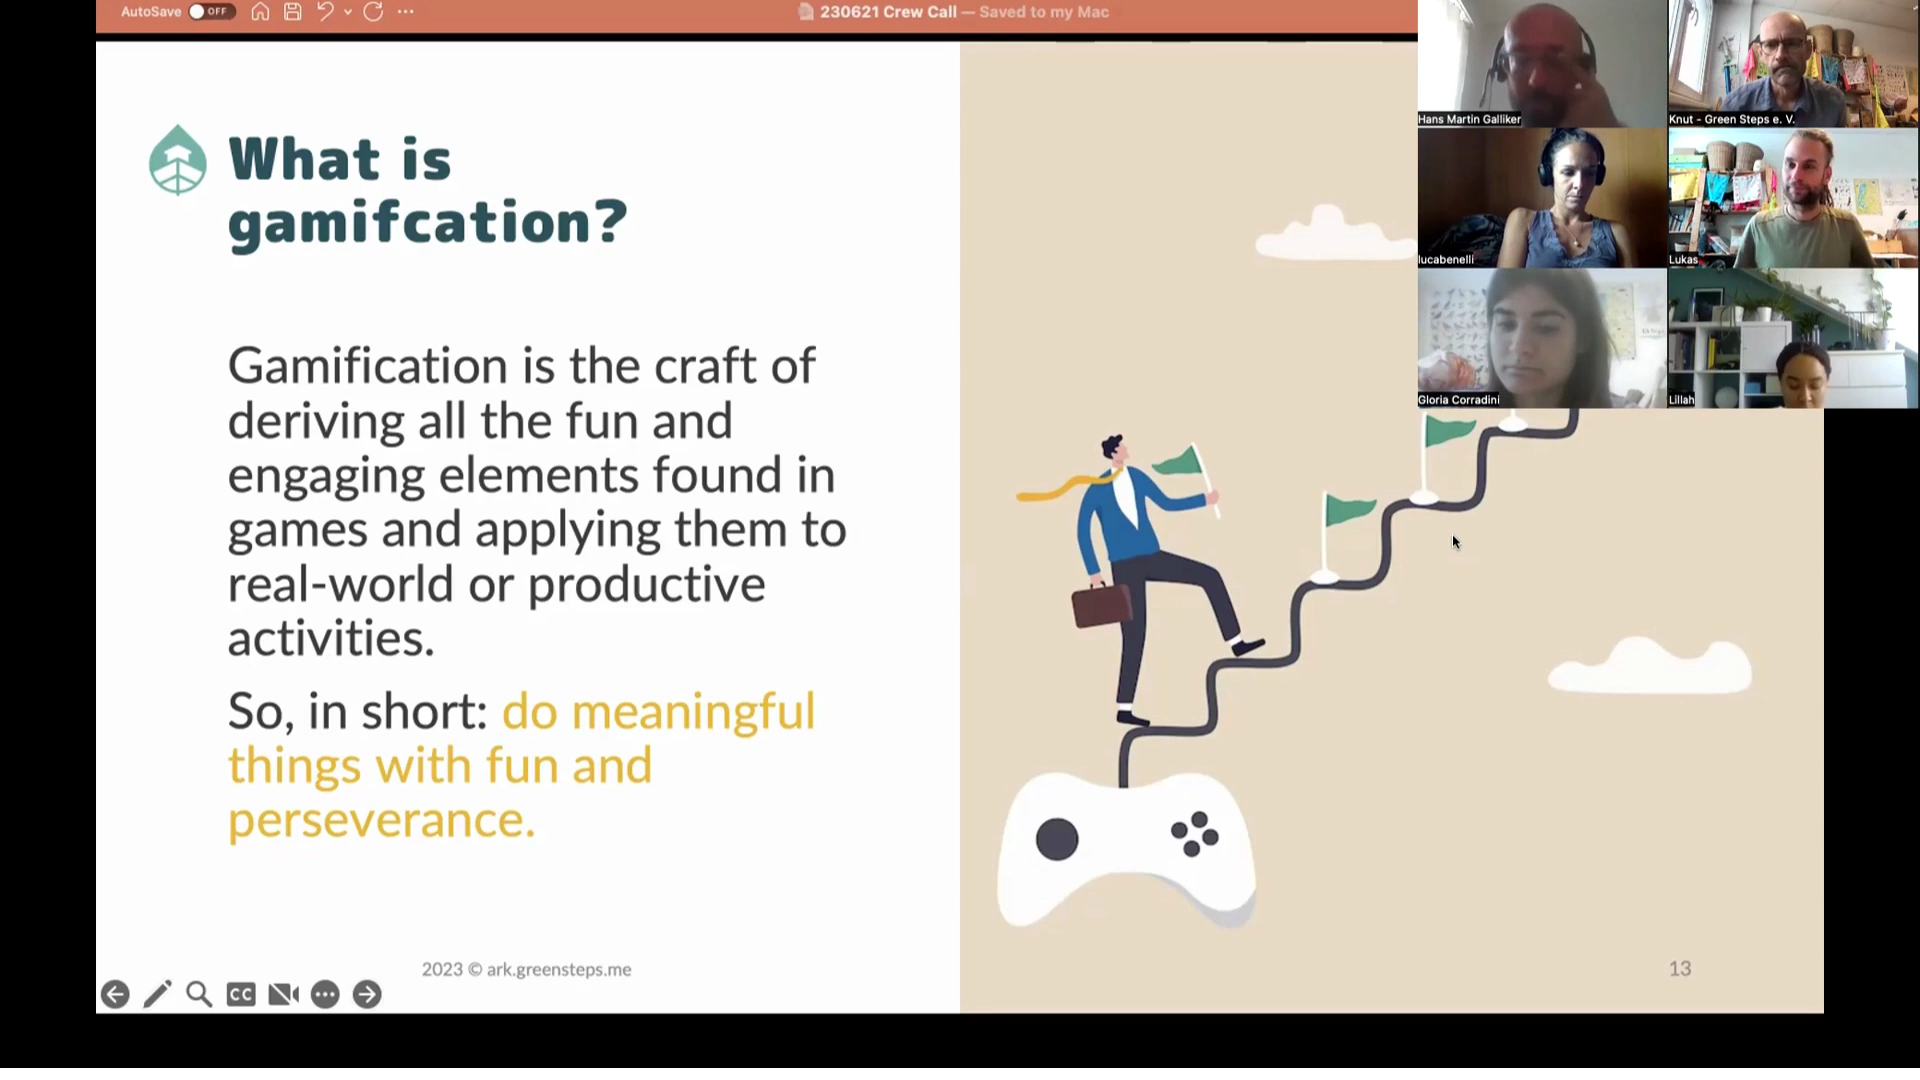 AutoSave OFF
230621 Crew Call — Saved to my Mac
What is
gamifcation?
Gamification is the craft of
deriving all the fun and
engaging elements found in
games and applying them to
real-world or productive
activities.
So, in short: do meaningful
things with fun and
perseverance.
2023 © ark.greensteps.me
13
CC
Hans Martin Galliker
Knut - Green Steps e. V.
lucabenelli
Lukas
Gloria Corradini
Lillah